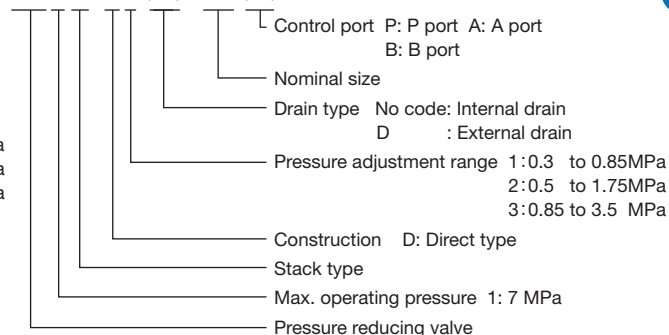 Control port P: P port A: A port
B: B port
Nominal size
Drain type No code: Internal drain
D : External drain
a
Pressure adjustment range 1:0.3 to 0.85MPa
a
2:0.5 to 1.75MPa
a
3:0.85 to 3.5 MPa
Construction D: Direct type
Stack type
Max. operating pressure 1: 7 MPa
Pressure reducing valve